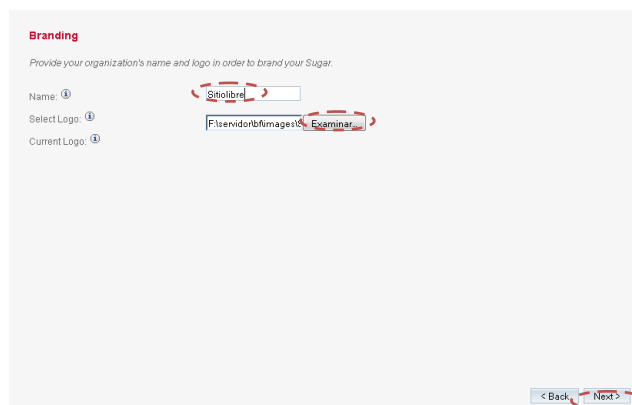 Branding
Provide your organization's name and logo in order to brand your Sugar.
Name:
Sitiolibre
Select Logo:
F:\servidor\bf\images\
Examinar...
Current Logo:
< Back
Next >